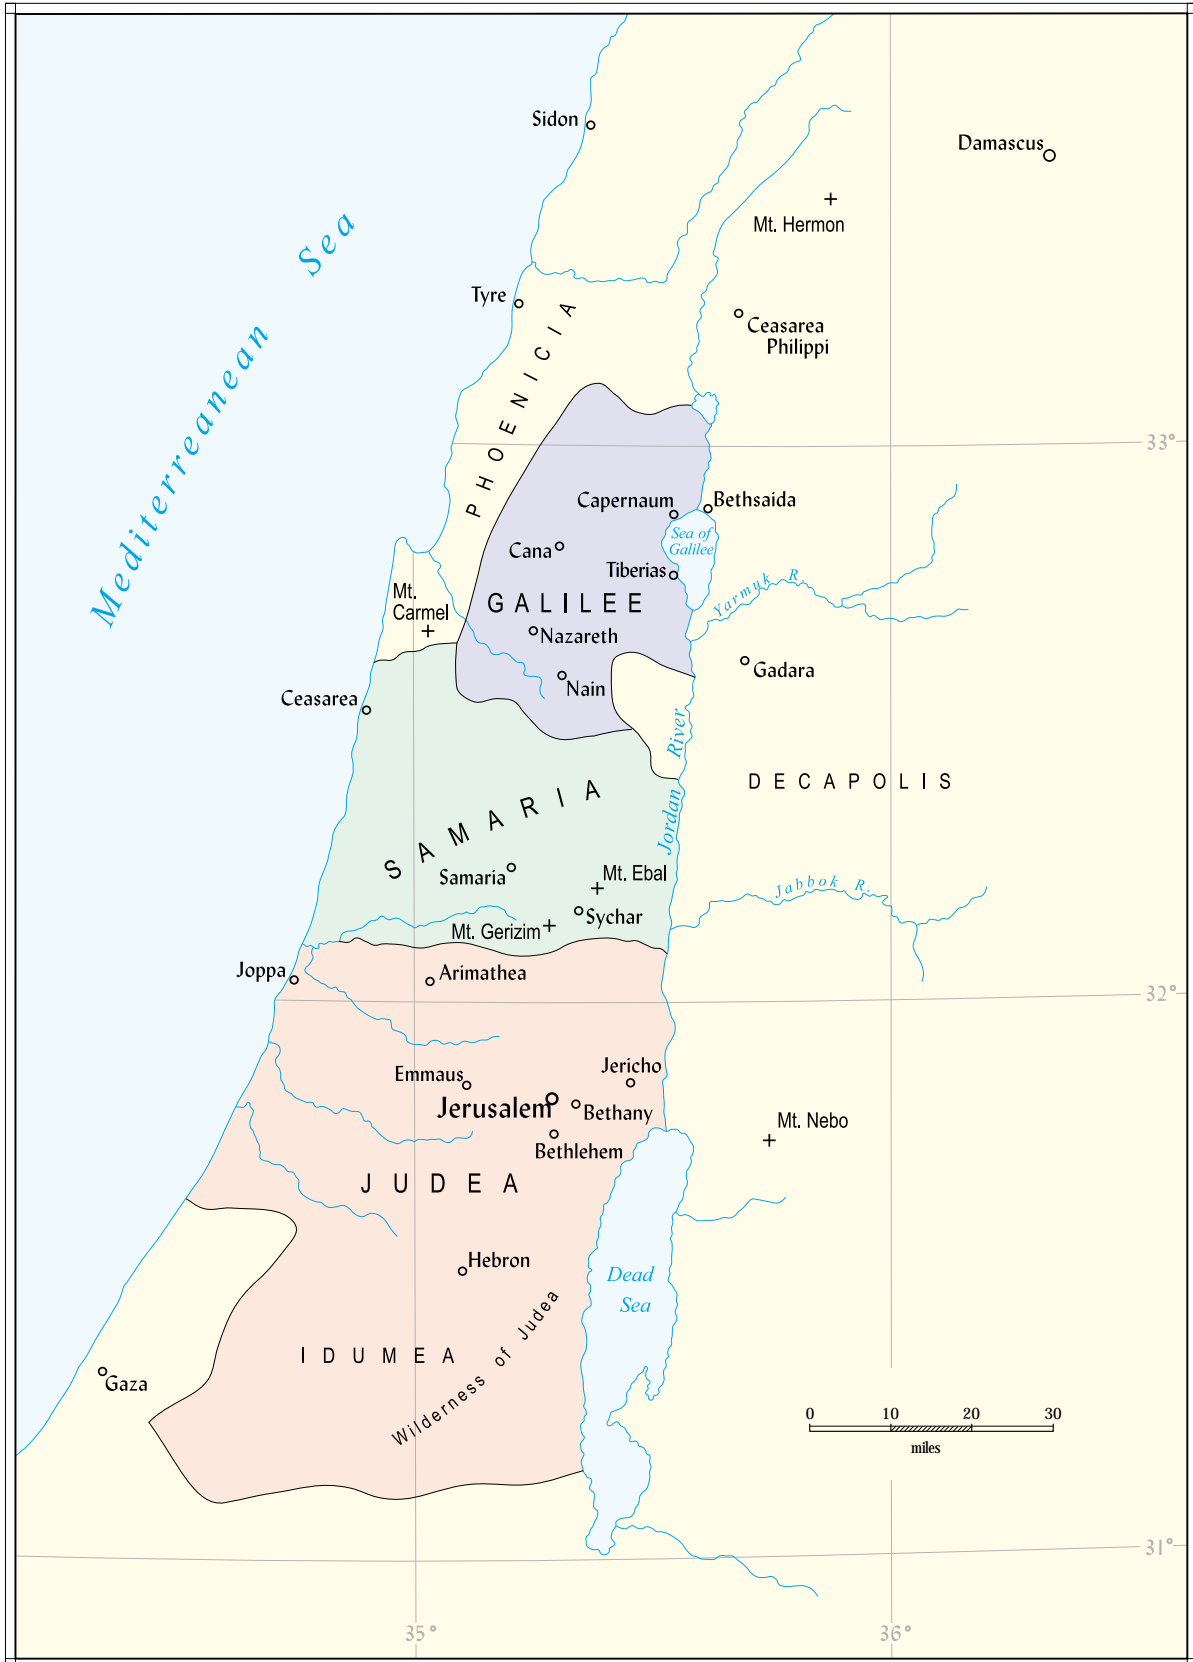 Sidon
Damascus
Mt. Hermon
Mediterranean Sea
Tyre
Ceasarea
Philippi
PHOENICIA
33°
Capernaum
Bethsaida
Sea of
Galilee
Cana
Tiberias
Yarmuk R.
Mt.
Carmel
GALILEE
Nazareth
Gadara
Nain
Ceasarea
Jordan River
DECAPOLIS
SAMARIA
Samaria
Mt. Ebal
Jabbok R.
Sychar
Mt. Gerizim
Joppa
Arimathea
32°
Emmaus
Jericho
Jerusalem
Bethany
Mt. Nebo
Bethlehem
JUDEA
Hebron
Dead
Sea
Wilderness of Judea
IDUMEA
Gaza
0 10 20 30
miles
31°
35° 36°